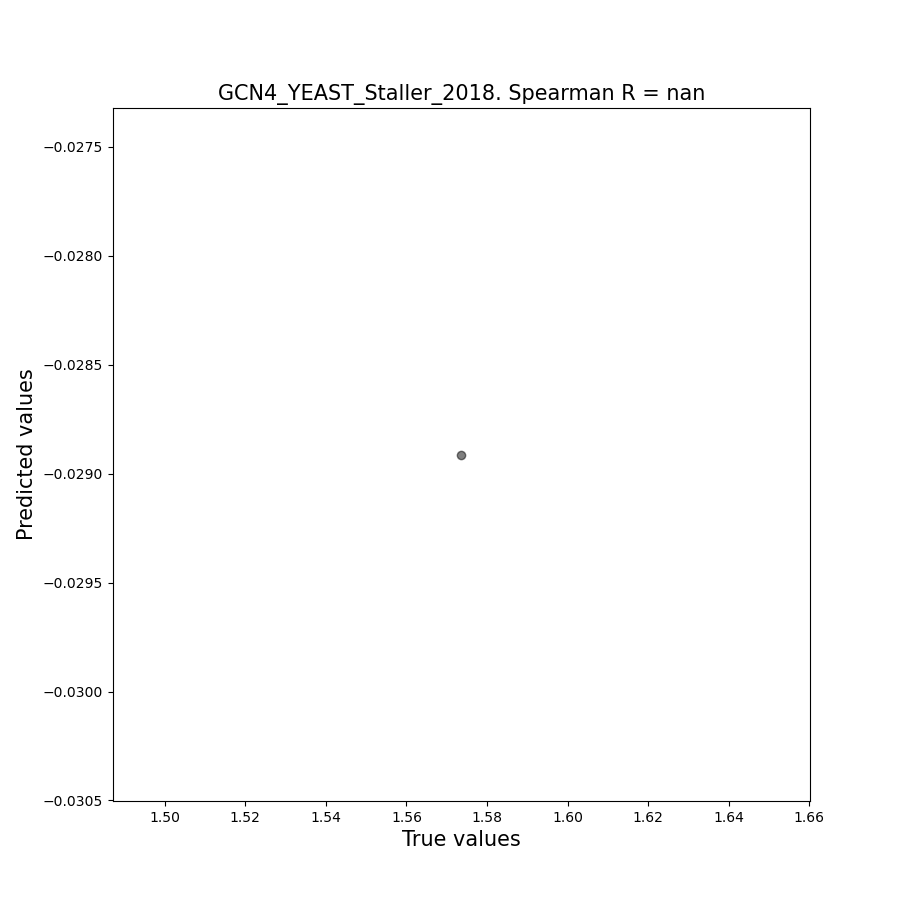 GCN4_YEAST_Staller_2018. Spearman R = nan
−0.0275
−0.0280
−0.0285
−0.0290
−0.0295
−0.0300
−0.0305
Predicted values
1.50 1.52 1.54 1.56 1.58 1.60 1.62 1.64 1.66
True values